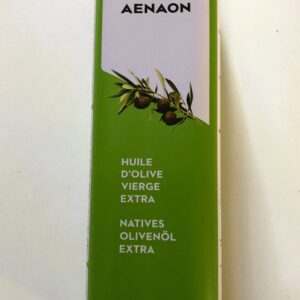 AENAON
HUILE
D'OLIVE
VIERGE
EXTRA
NATIVES
OLIVENÖL
EXTRA